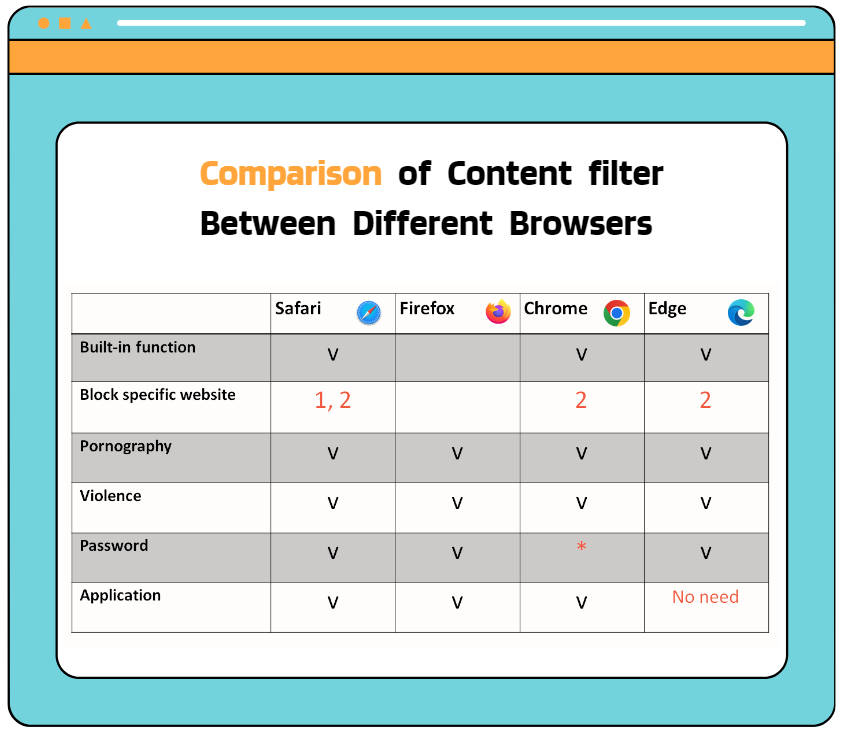 Comparison of Content filter
Between Different Browsers
Safari Firefox Chrome Edge
Built-in function V V V
Block specific website 1, 2 2 2
Pornography V V V V
Violence V V V V
Password V V * V
Application V V V No need